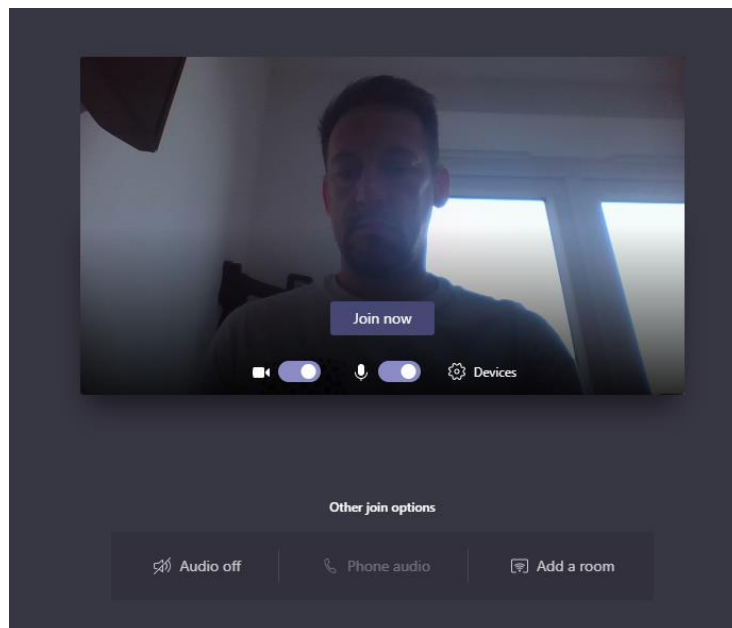 Join now
Devices
Other join options
Audio off
Phone audio
Add a room